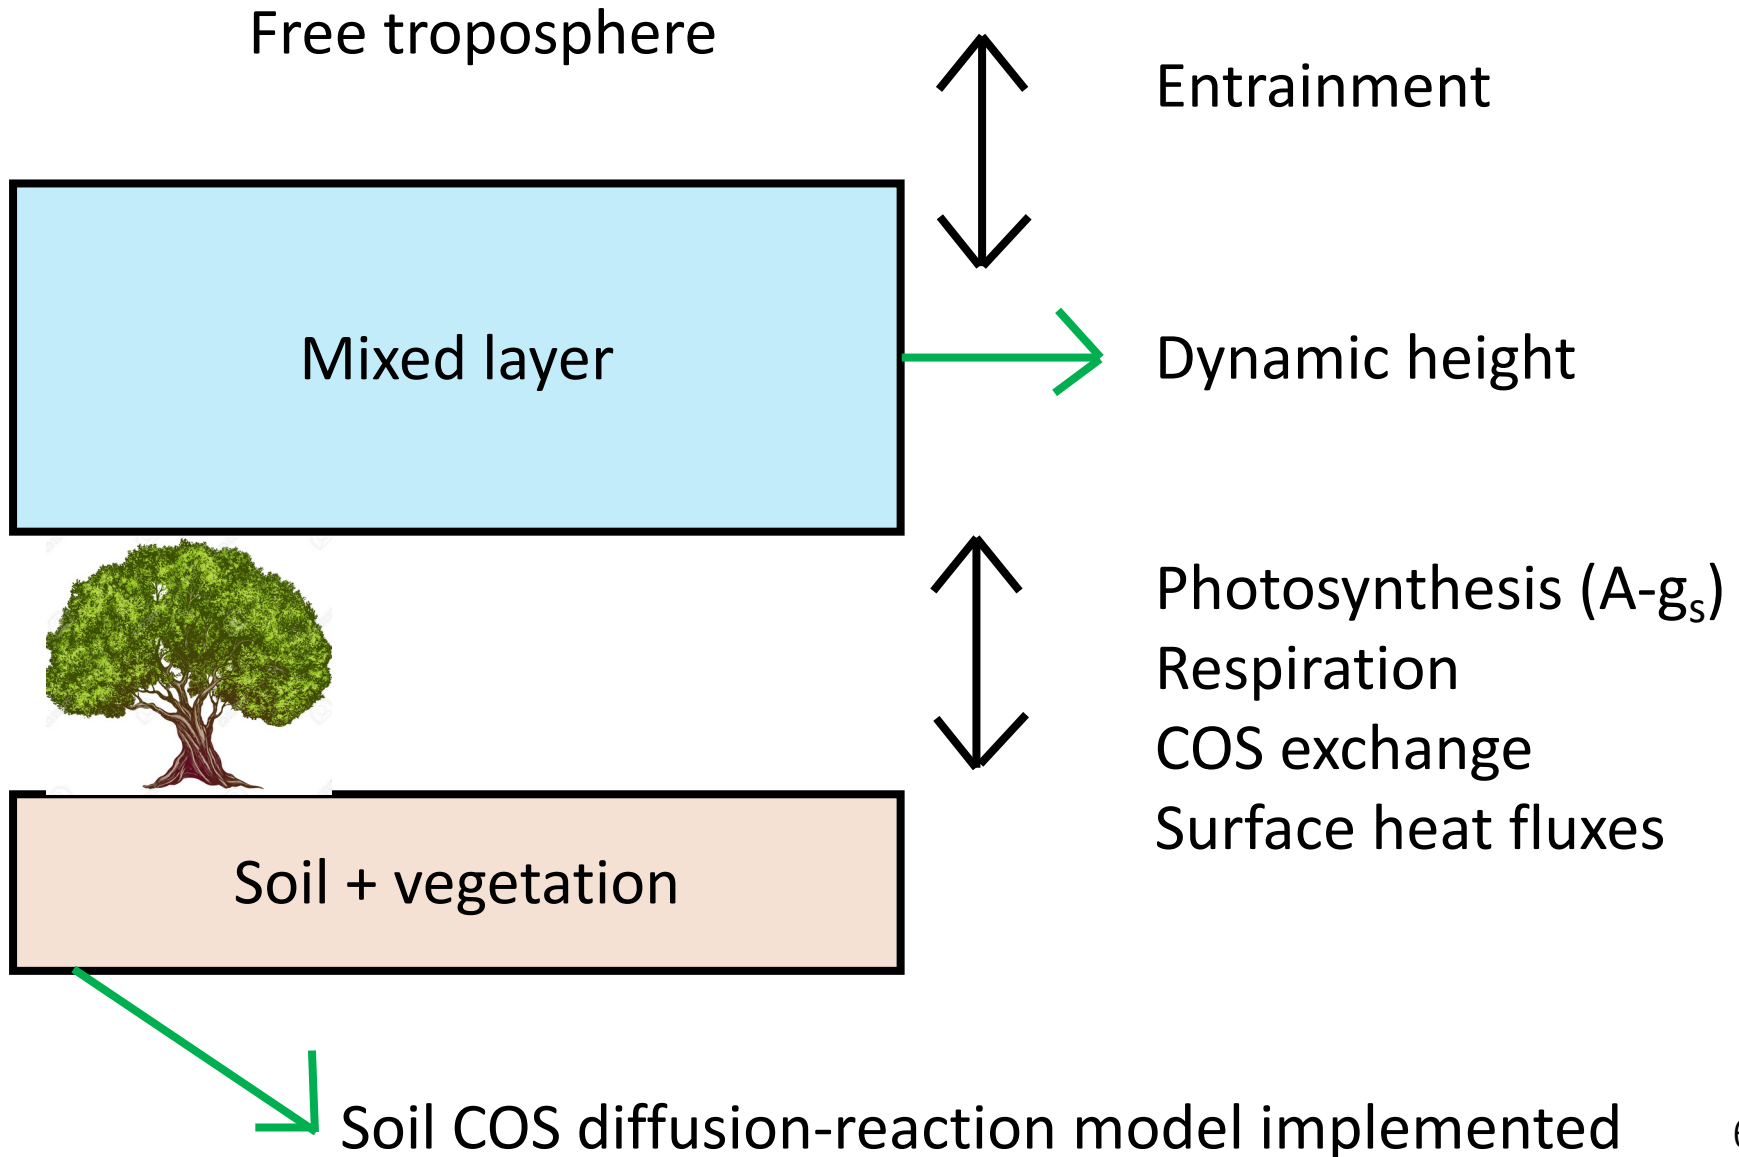 Free troposphere
Entrainment
Mixed layer
Dynamic height
Photosynthesis (A-gₛ)
Respiration
COS exchange
Surface heat fluxes
Soil + vegetation
Soil COS diffusion-reaction model implemented